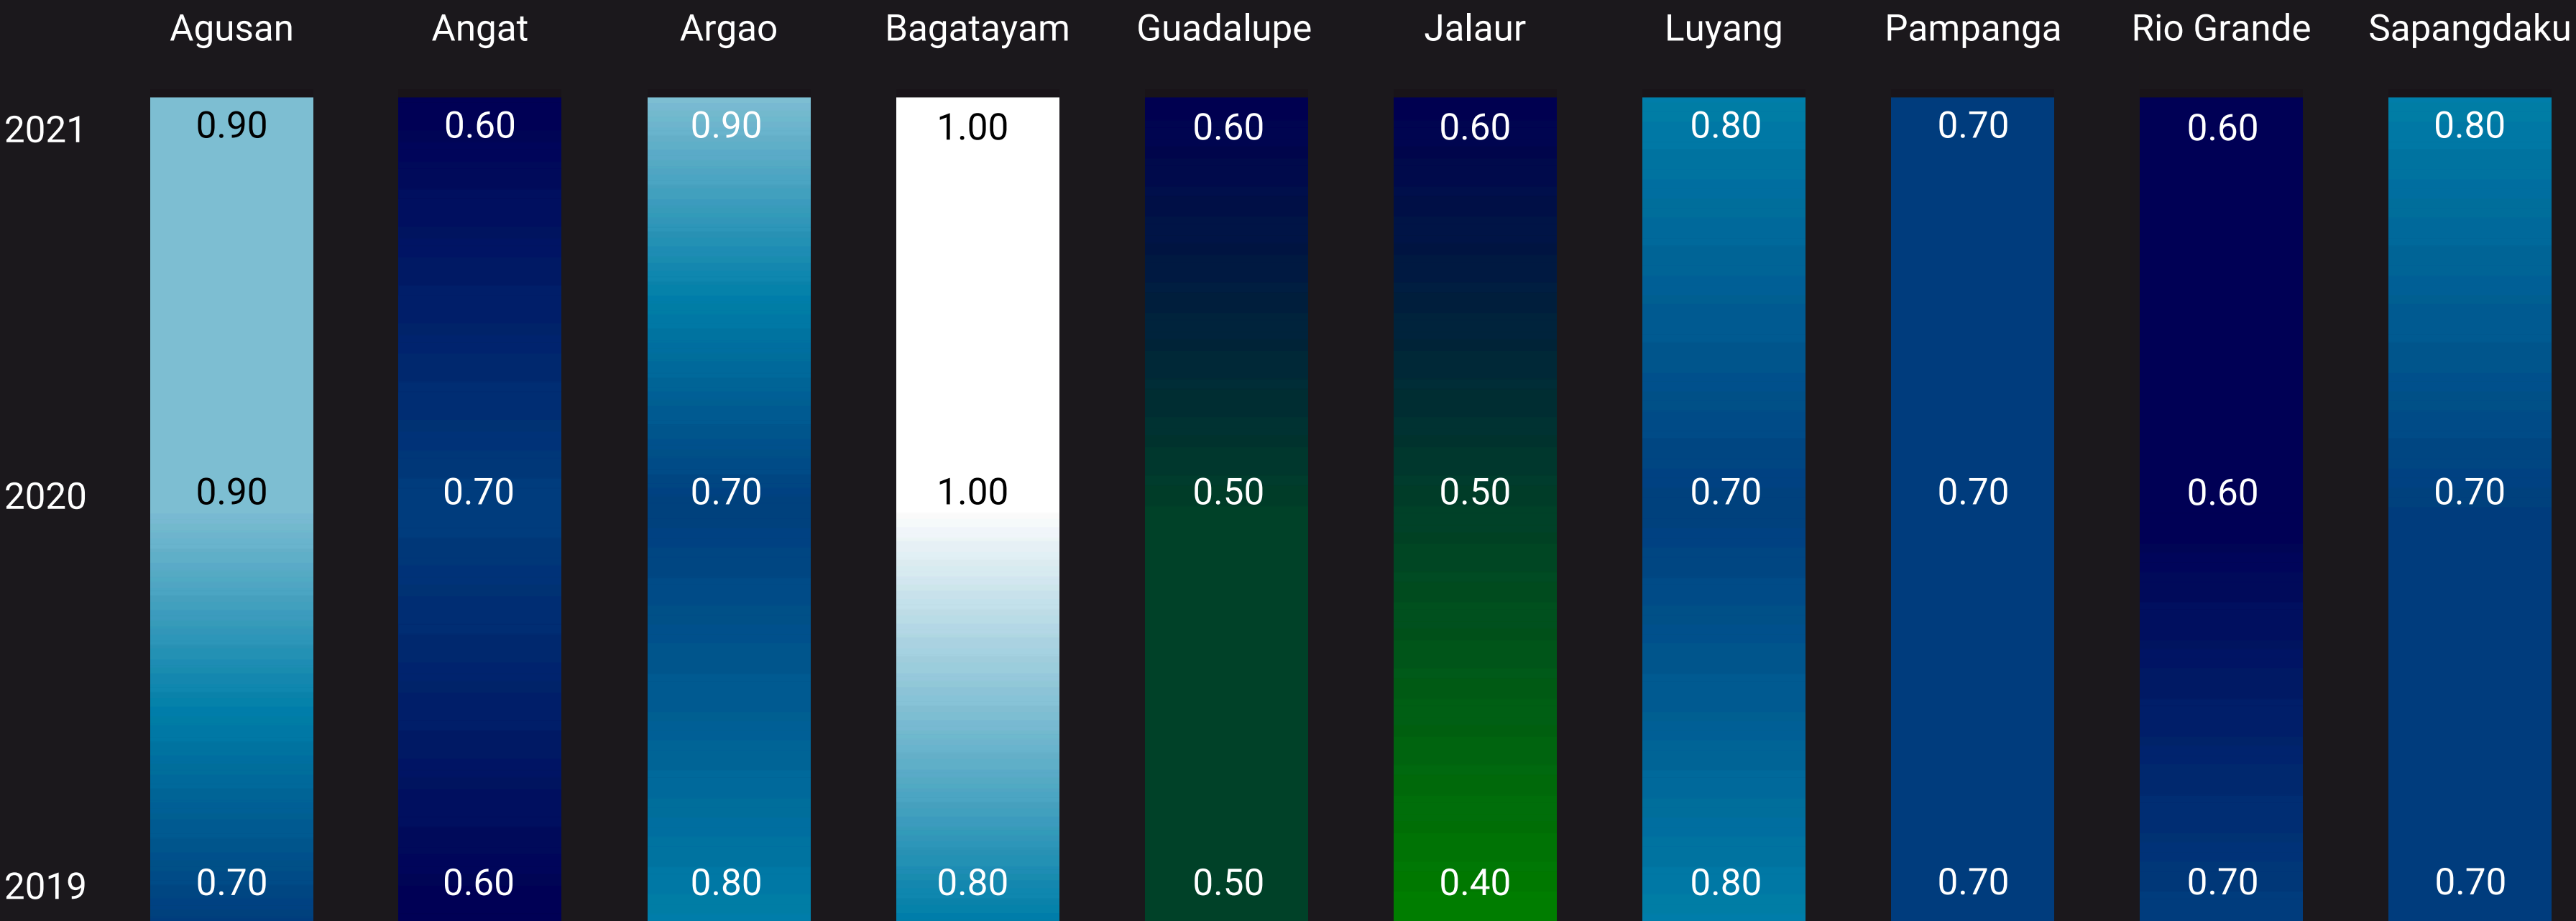 Agusan Angat Argao Bagatayam Guadalupe Jalaur Luyang Pampanga Rio Grande Sapangdaku
2021 0.90 0.60 0.90 1.00 0.60 0.60 0.80 0.70 0.60 0.80
2020 0.90 0.70 0.70 1.00 0.50 0.50 0.70 0.70 0.60 0.70
2019 0.70 0.60 0.80 0.80 0.50 0.40 0.80 0.70 0.70 0.70